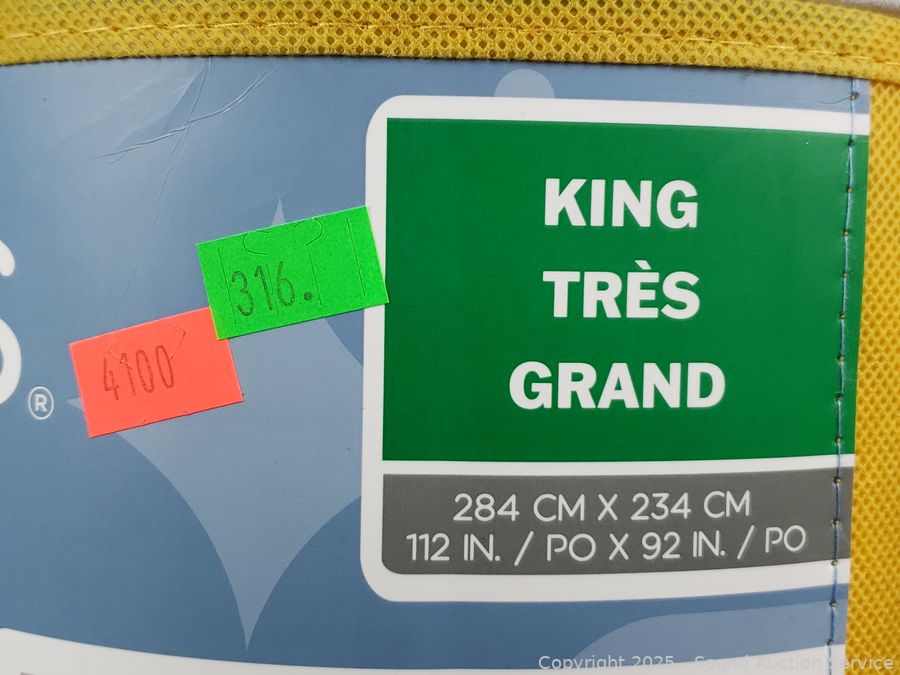 KING
TRÈS
GRAND
316.
4100
®
284 CM X 234 CM
112 IN. / PO X 92 IN. / PO
Copyright 2025 - Sound Auction Service